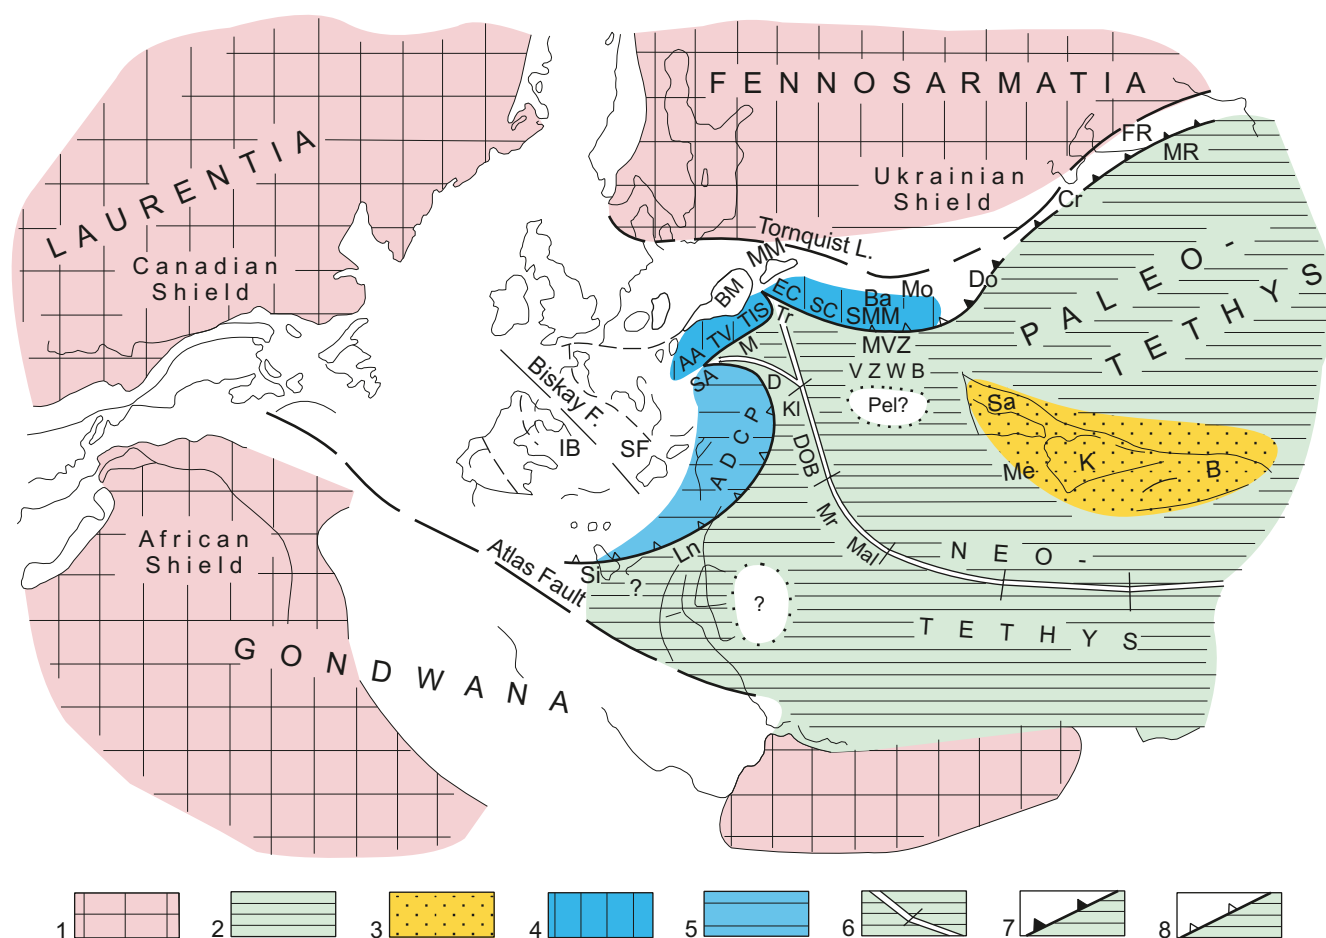 FENNOSARMATIA
LAURENTIA
Canadian
Shield
Ukrainian
Shield
FR
MR
Cr
Tornquist L.
MM
BM
Do
PALEO-
TETHYS
EC
SC
Ba
Mo
SMM
TIS
TV
AA
Tr
M
SA
D
Kl
MVZ
VZWB
Pel?
Sa
Me
K
B
Biskay F.
IB
SF
ADCP
DOB
Mr
Mal
NEO-
TETHYS
African
Shield
Atlas Fault
Si
?
Ln
?
GONDWANA
1
2
3
4
5
6
7
8